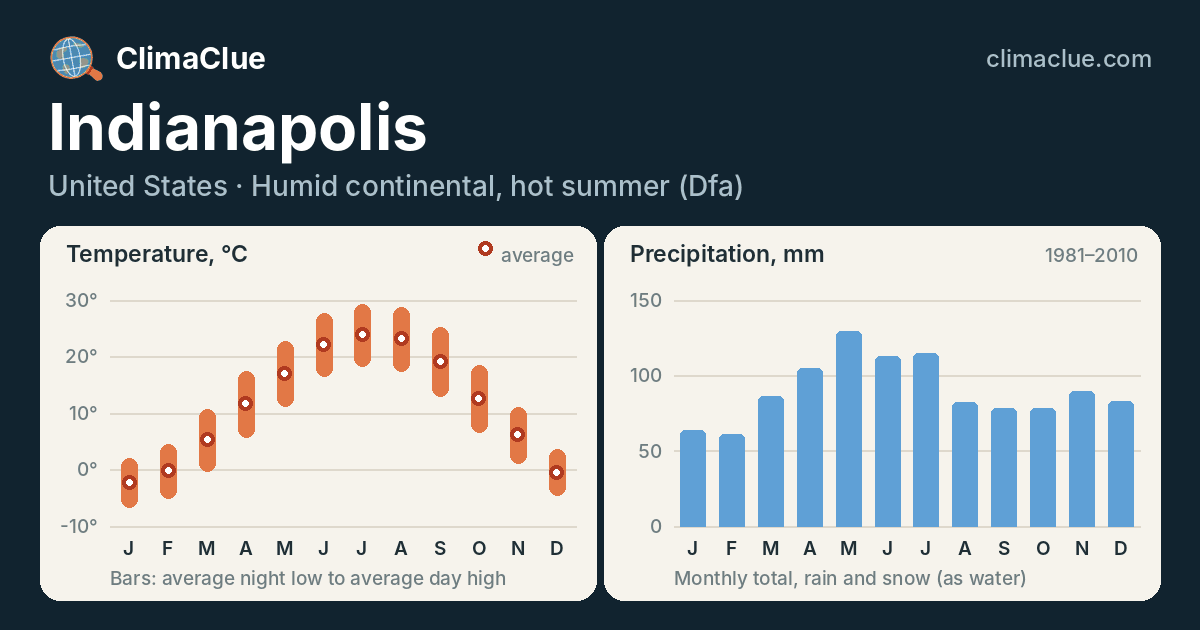 ClimaClue
climaclue.com
Indianapolis
United States · Humid continental, hot summer (Dfa)
Temperature, °C
average
30°
20°
10°
0°
-10°
J F M A M J J A S O N D
Bars: average night low to average day high
Precipitation, mm
1981–2010
150
100
50
0
J F M A M J J A S O N D
Monthly total, rain and snow (as water)